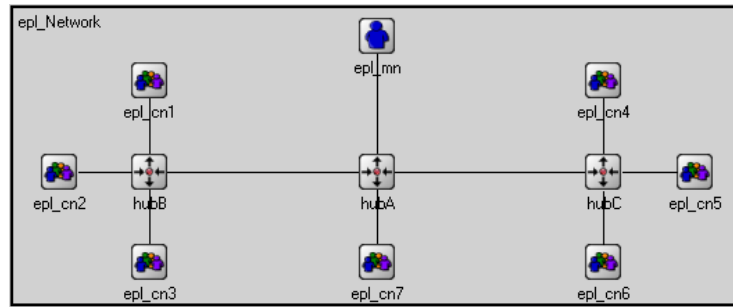 epl_Network
epl_mn
epl_cn1
epl_cn4
epl_cn2
hubB
hubA
hubC
epl_cn5
epl_cn3
epl_cn7
epl_cn6